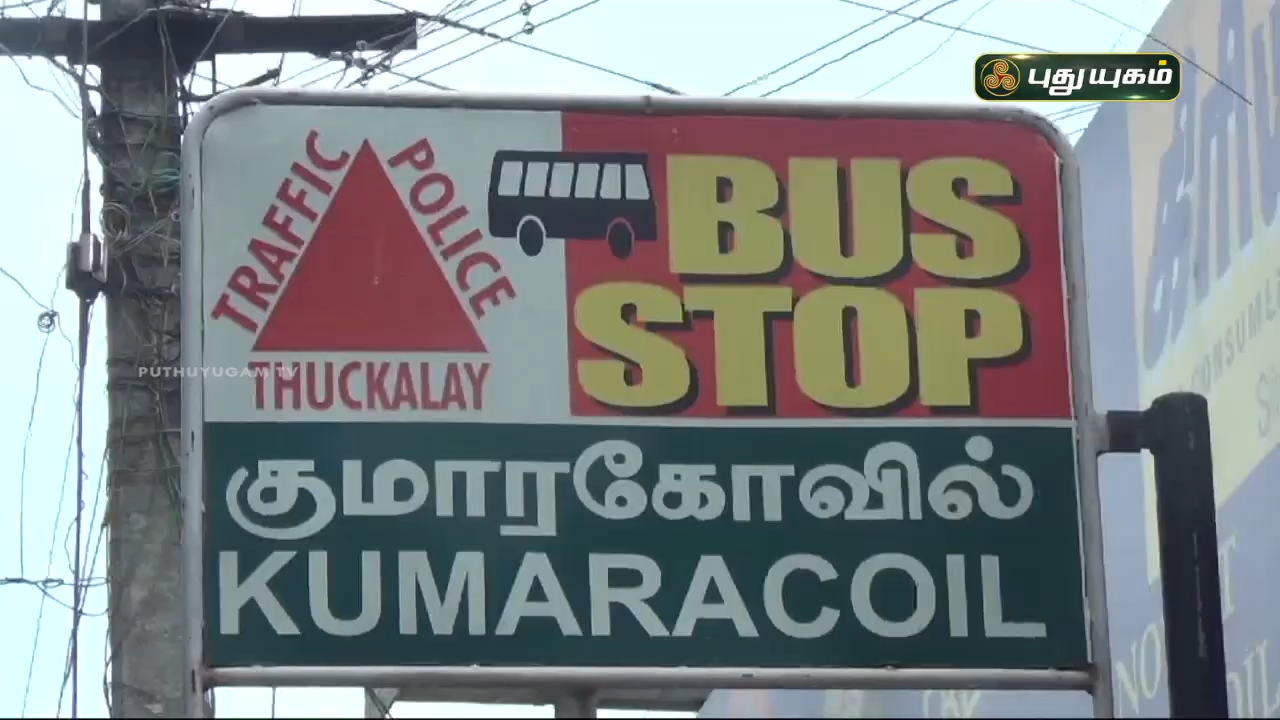 புதுயுகம்
TRAFFIC POLICE
THUCKALAY
BUS
STOP
PUTHUYUGAM TV
குமாரகோவில்
KUMARACOIL